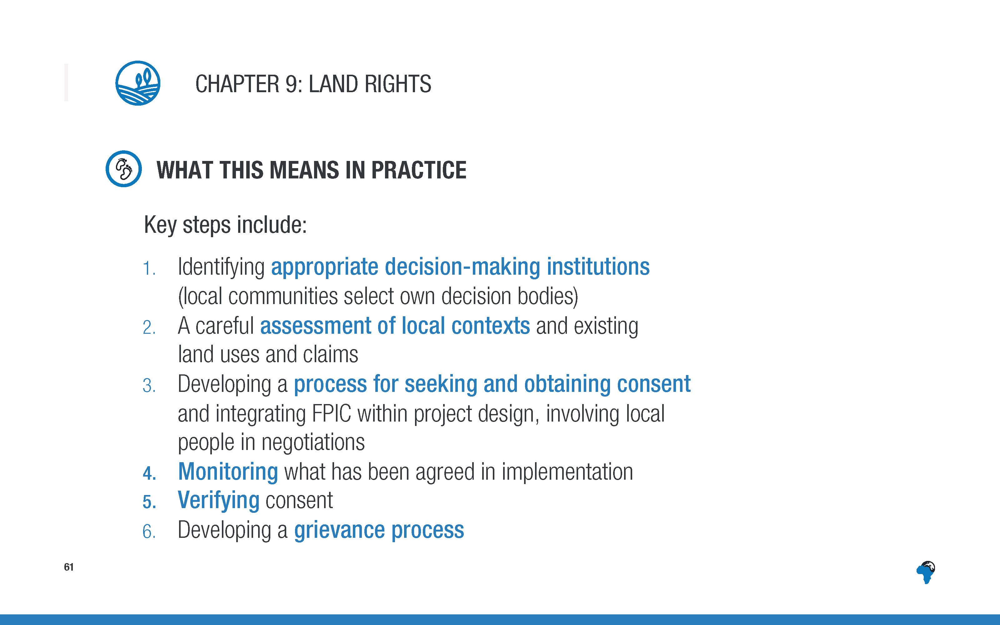 CHAPTER 9: LAND RIGHTS
WHAT THIS MEANS IN PRACTICE
Key steps include:
1. Identifying appropriate decision-making institutions
(local communities select own decision bodies)
2. A careful assessment of local contexts and existing
land uses and claims
3. Developing a process for seeking and obtaining consent
and integrating FPIC within project design, involving local
people in negotiations
4. Monitoring what has been agreed in implementation
5. Verifying consent
6. Developing a grievance process
61